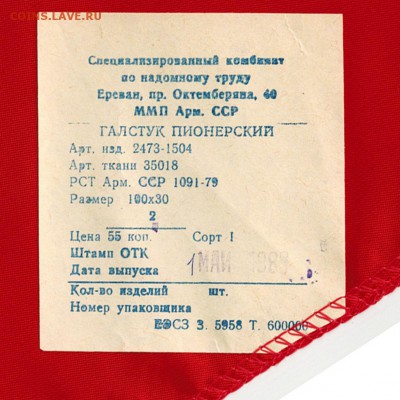 COINS.LAVE.RU
Специализированный комбинат
по надомному труду
Ереван, пр. Октемберяна, 40
ММП Арм. ССР
ГАЛСТУК ПИОНЕРСКИЙ
Арт. изд. 2473-1504
Арт. ткани 35018
РСТ Арм. ССР 1091-79
Размер 100x30
2
Цена 55 коп. Сорт I
Штамп ОТК
Дата выпуска 1 МАЙ
Кол-во изделий шт.
Номер упаковщика
ЕОСЗ З. 5958 Т. 600000